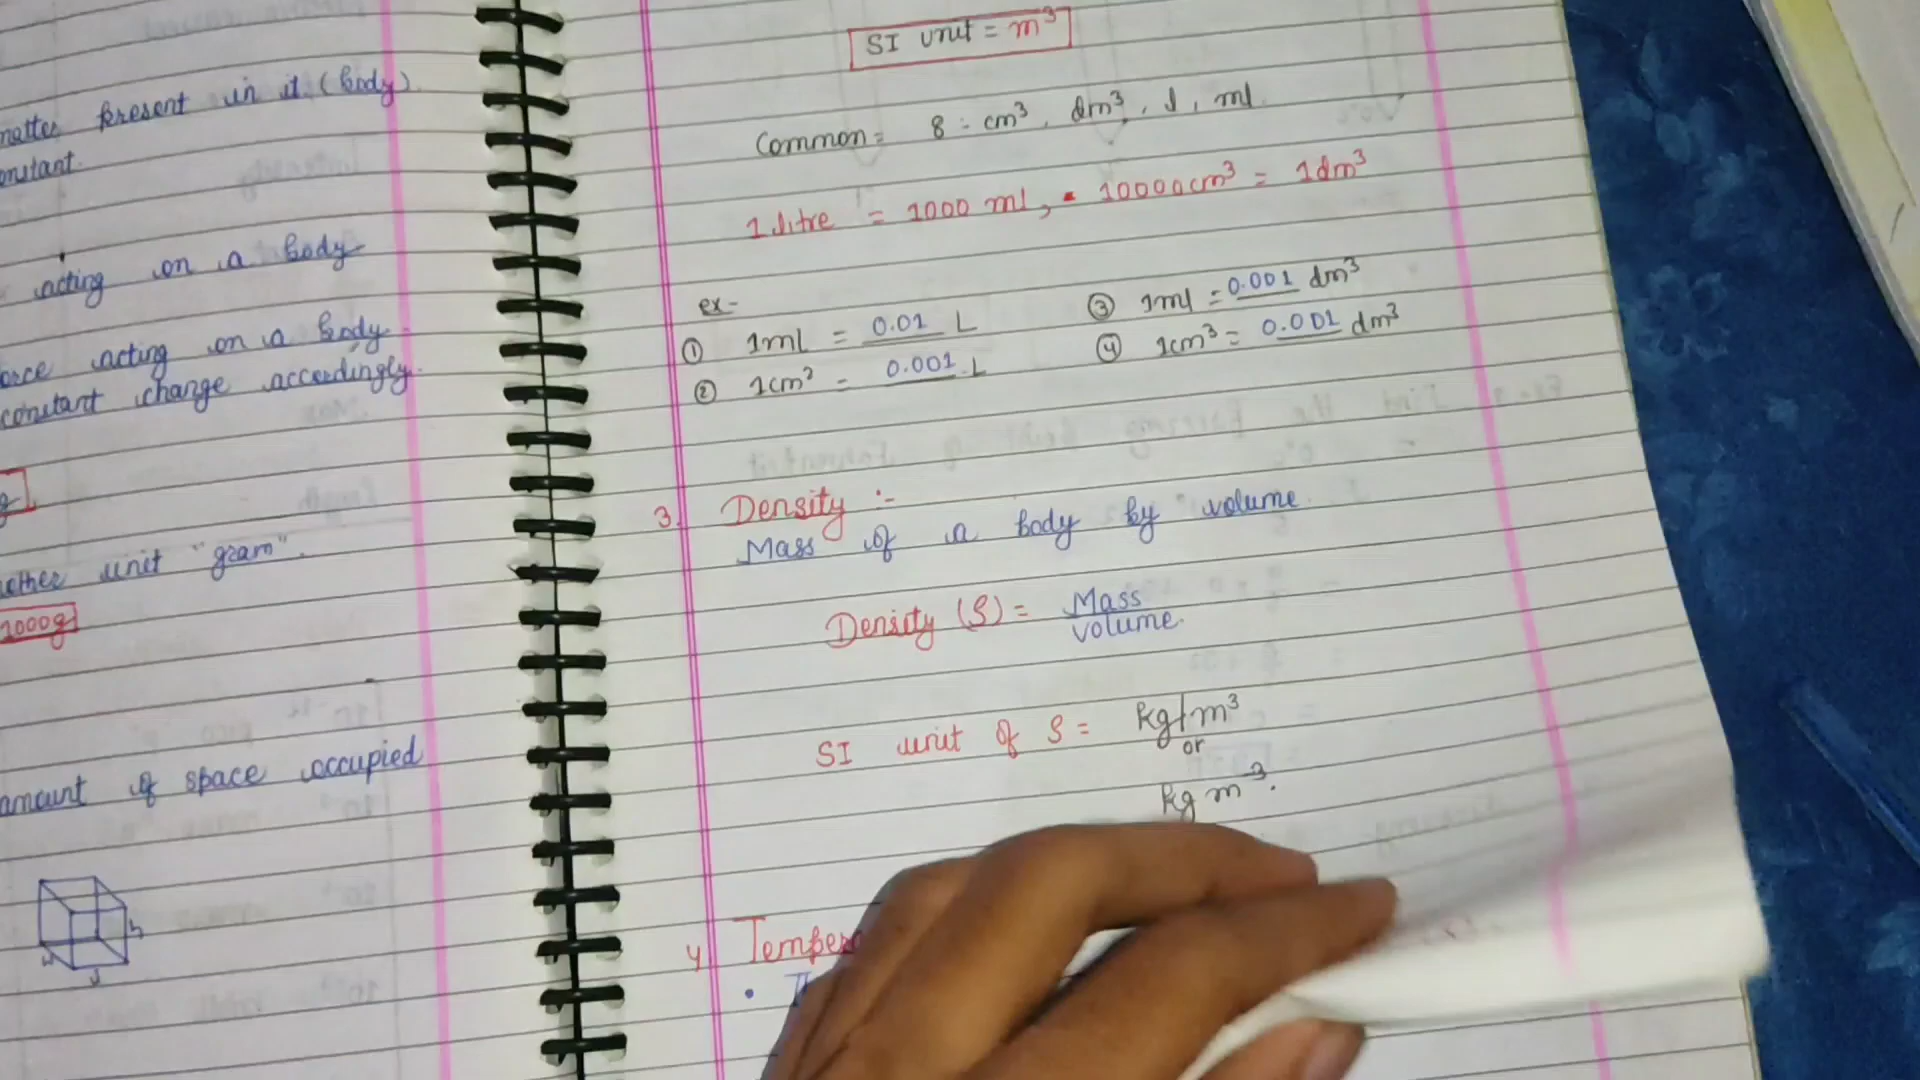 matter present in it (body).
constant.
acting on a body
force acting on a body
constant change accordingly.
g
unit "gram".
1000g
amount of space occupied
h
SI unit = m³
Common = 8 = cm³, dm³, l, ml.
1 litre = 1000 ml, = 10000cm³ = 1dm³
ex-
① 1ml = 0.01 L
② 1cm³ = 0.001 L
③ 1ml = 0.001 dm³
④ 1cm³ = 0.001 dm³
3. Density :-
Mass of a body by volume.
Density (ρ) = Mass
volume.
SI unit of ρ = kg/m³
or
kg m⁻³.
4